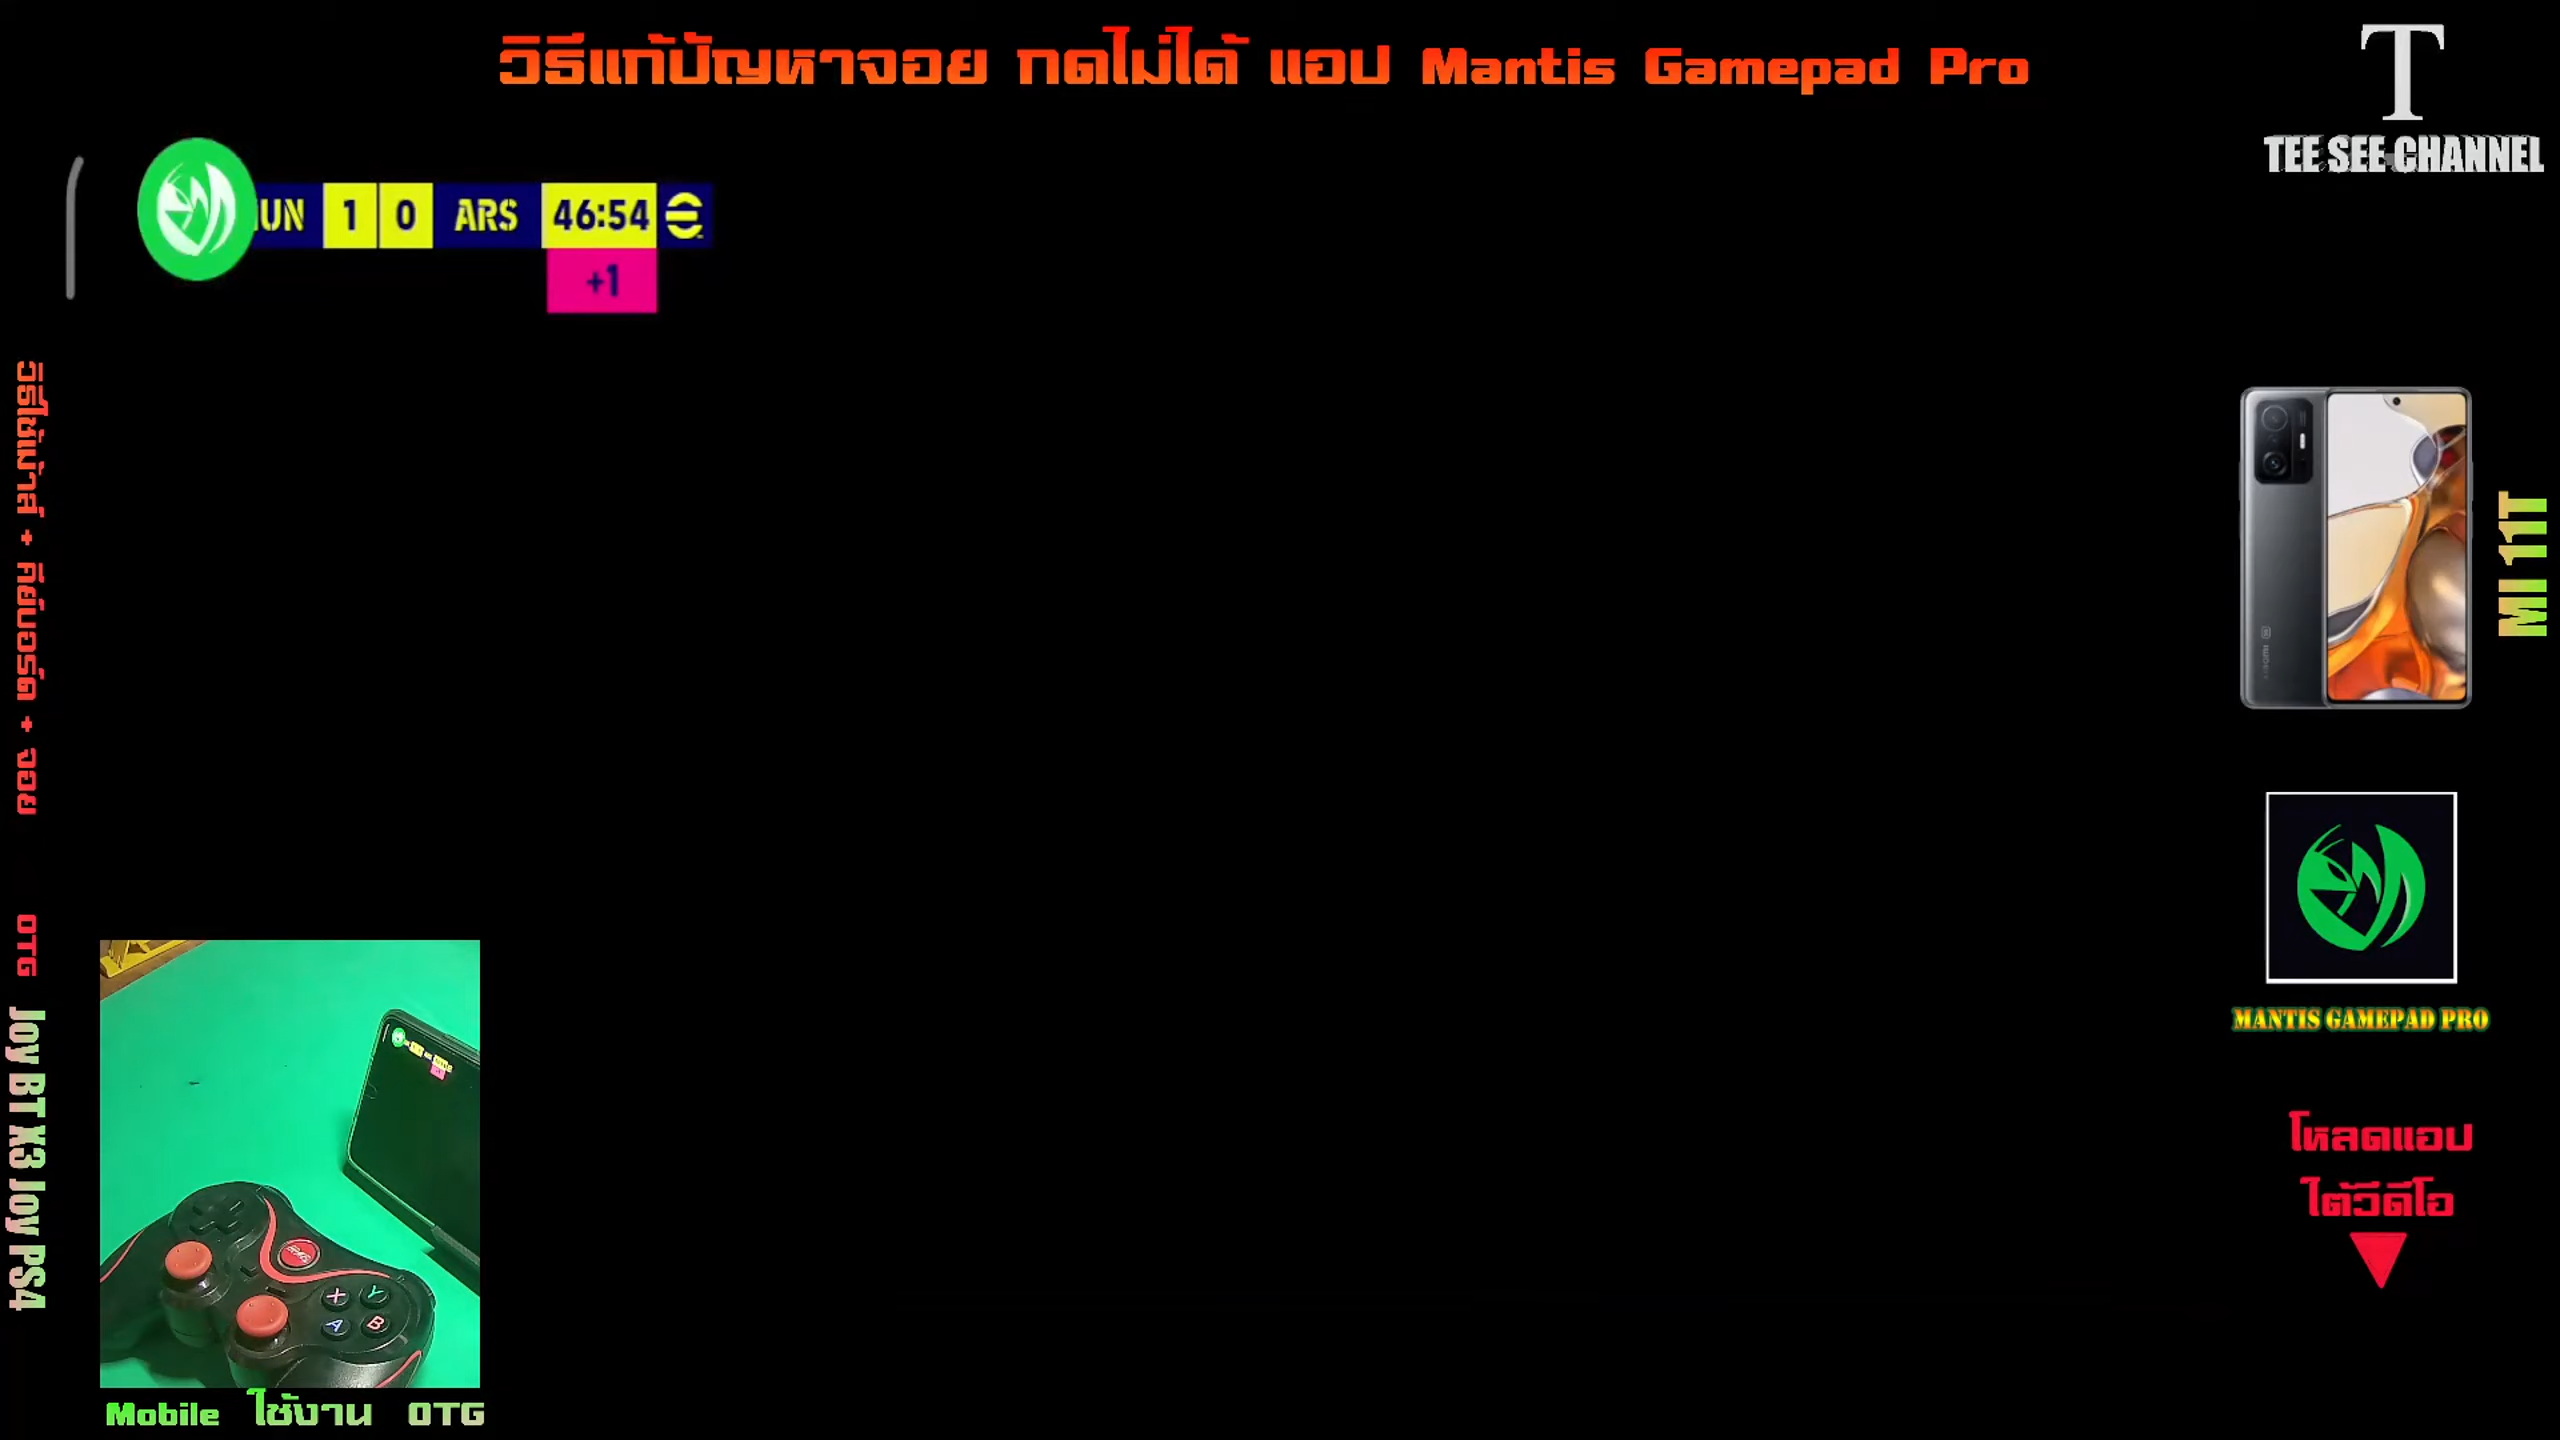 วิธีแก้ปัญหาจอย กดไม่ได้ แอป Mantis Gamepad Pro
T
TEE SEE CHANNEL
UN 1 0 ARS 46:54
+1
วิธีใช้เม้าส์ + คีย์บอร์ด + จอย
OTG
Joy BT X3 Joy PS4
MI 11T
MANTIS GAMEPAD PRO
โหลดแอป
ใต้วีดีโอ
X Y
A B
Mobile ใช้งาน OTG